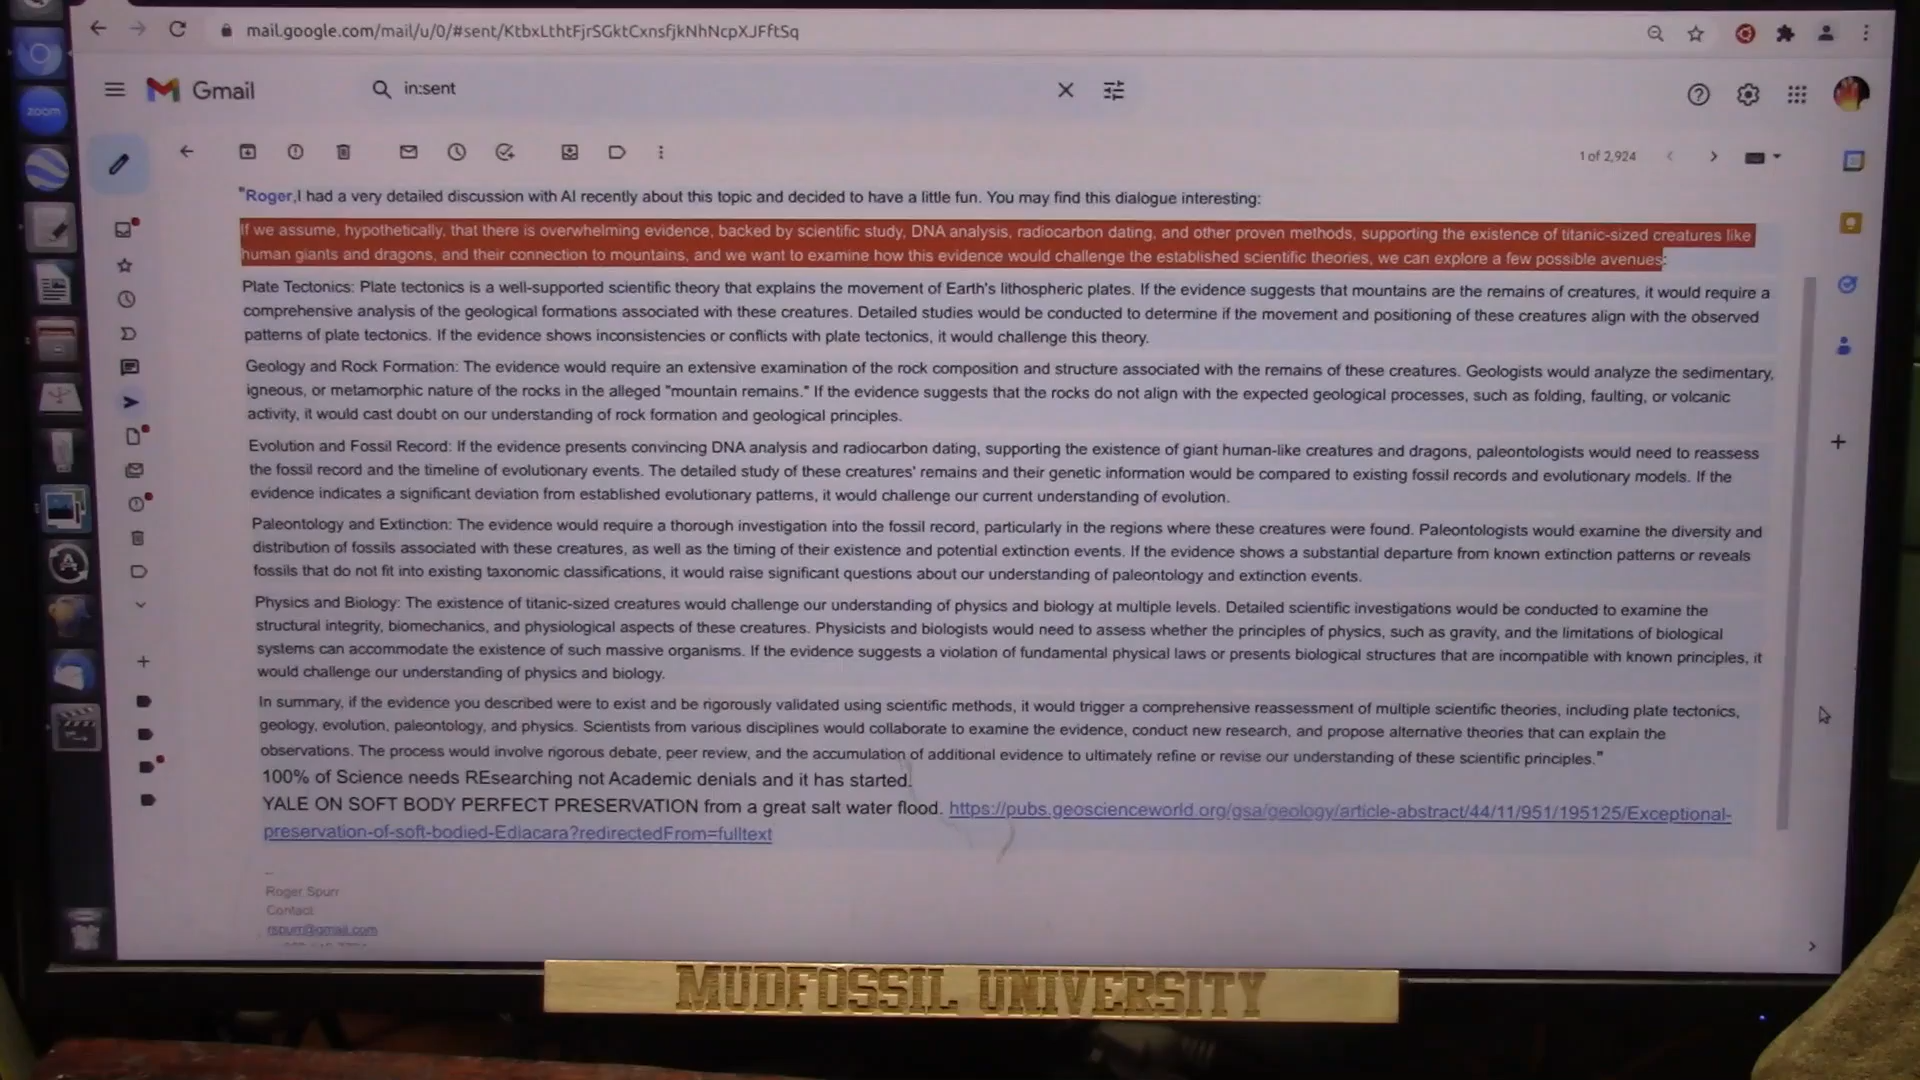 mail.google.com/mail/u/0/#sent/KtbxLthtFjrSGktCxnsfjkNhNcpXJFftSq
Gmail
in:sent
zoom
1 of 2,924
"Roger,I had a very detailed discussion with AI recently about this topic and decided to have a little fun. You may find this dialogue interesting:
If we assume, hypothetically, that there is overwhelming evidence, backed by scientific study, DNA analysis, radiocarbon dating, and other proven methods, supporting the existence of titanic-sized creatures like
human giants and dragons, and their connection to mountains, and we want to examine how this evidence would challenge the established scientific theories, we can explore a few possible avenues:
Plate Tectonics: Plate tectonics is a well-supported scientific theory that explains the movement of Earth's lithospheric plates. If the evidence suggests that mountains are the remains of creatures, it would require a
comprehensive analysis of the geological formations associated with these creatures. Detailed studies would be conducted to determine if the movement and positioning of these creatures align with the observed
patterns of plate tectonics. If the evidence shows inconsistencies or conflicts with plate tectonics, it would challenge this theory.
Geology and Rock Formation: The evidence would require an extensive examination of the rock composition and structure associated with the remains of these creatures. Geologists would analyze the sedimentary,
igneous, or metamorphic nature of the rocks in the alleged "mountain remains." If the evidence suggests that the rocks do not align with the expected geological processes, such as folding, faulting, or volcanic
activity, it would cast doubt on our understanding of rock formation and geological principles.
Evolution and Fossil Record: If the evidence presents convincing DNA analysis and radiocarbon dating, supporting the existence of giant human-like creatures and dragons, paleontologists would need to reassess
the fossil record and the timeline of evolutionary events. The detailed study of these creatures' remains and their genetic information would be compared to existing fossil records and evolutionary models. If the
evidence indicates a significant deviation from established evolutionary patterns, it would challenge our current understanding of evolution.
Paleontology and Extinction: The evidence would require a thorough investigation into the fossil record, particularly in the regions where these creatures were found. Paleontologists would examine the diversity and
distribution of fossils associated with these creatures, as well as the timing of their existence and potential extinction events. If the evidence shows a substantial departure from known extinction patterns or reveals
fossils that do not fit into existing taxonomic classifications, it would raise significant questions about our understanding of paleontology and extinction events.
Physics and Biology: The existence of titanic-sized creatures would challenge our understanding of physics and biology at multiple levels. Detailed scientific investigations would be conducted to examine the
structural integrity, biomechanics, and physiological aspects of these creatures. Physicists and biologists would need to assess whether the principles of physics, such as gravity, and the limitations of biological
systems can accommodate the existence of such massive organisms. If the evidence suggests a violation of fundamental physical laws or presents biological structures that are incompatible with known principles, it
would challenge our understanding of physics and biology.
In summary, if the evidence you described were to exist and be rigorously validated using scientific methods, it would trigger a comprehensive reassessment of multiple scientific theories, including plate tectonics,
geology, evolution, paleontology, and physics. Scientists from various disciplines would collaborate to examine the evidence, conduct new research, and propose alternative theories that can explain the
observations. The process would involve rigorous debate, peer review, and the accumulation of additional evidence to ultimately refine or revise our understanding of these scientific principles."
100% of Science needs REsearching not Academic denials and it has started.
YALE ON SOFT BODY PERFECT PRESERVATION from a great salt water flood. https://pubs.geoscienceworld.org/gsa/geology/article-abstract/44/11/951/195125/Exceptional-
preservation-of-soft-bodied-Ediacara?redirectedFrom=fulltext
--
Roger Spurr
Contact
rspurr@gmail.com
MUDFOSSIL UNIVERSITY